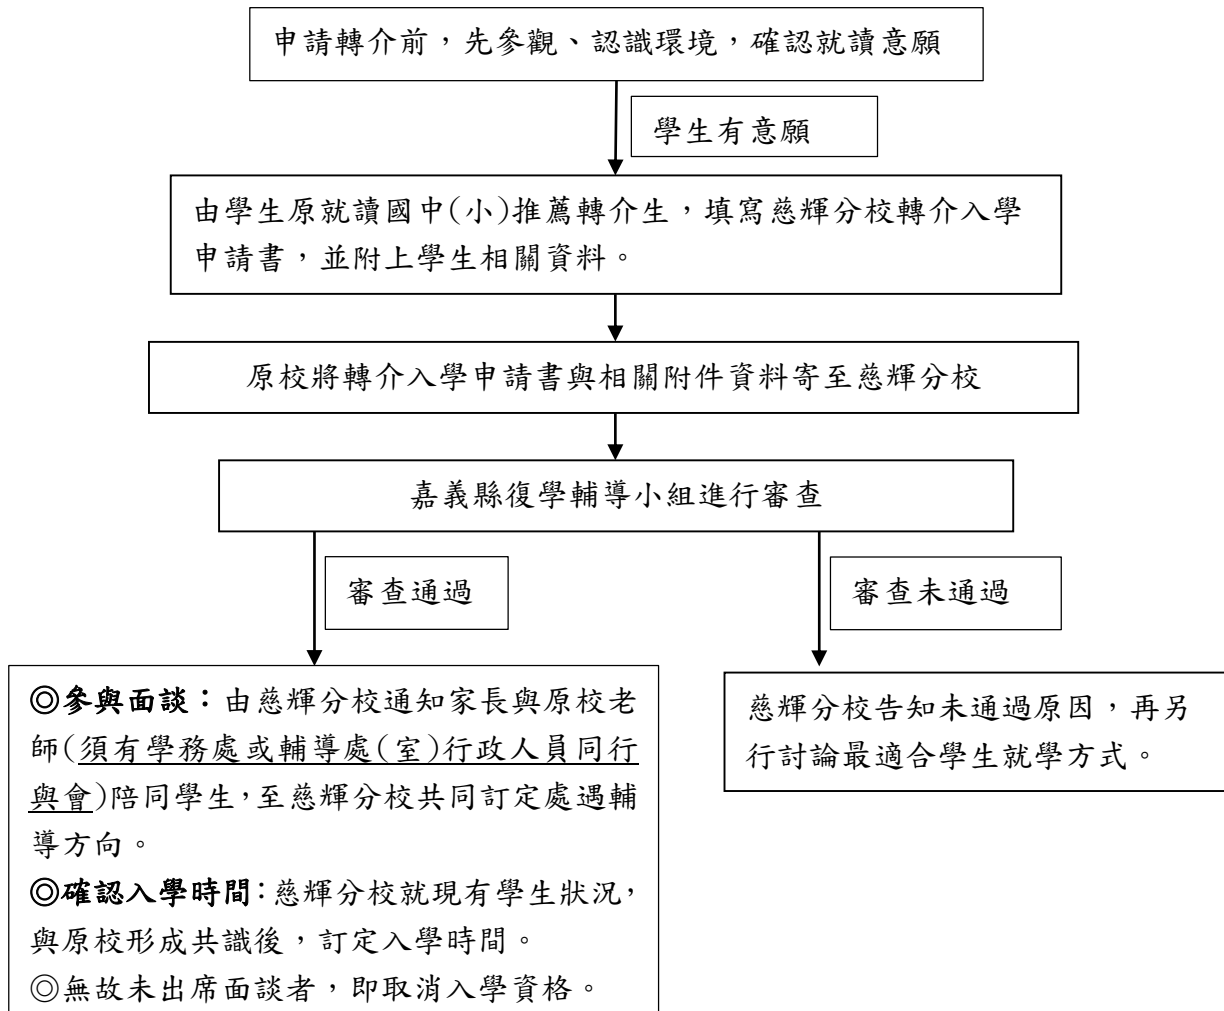 申請轉介前，先參觀、認識環境，確認就讀意願
學生有意願
由學生原就讀國中(小)推薦轉介生，填寫慈輝分校轉介入學
申請書，並附上學生相關資料。
原校將轉介入學申請書與相關附件資料寄至慈輝分校
嘉義縣復學輔導小組進行審查
審查通過
審查未通過
◎參與面談：由慈輝分校通知家長與原校老
師(須有學務處或輔導處(室)行政人員同行
與會)陪同學生，至慈輝分校共同訂定處遇輔
導方向。
◎確認入學時間：慈輝分校就現有學生狀況，
與原校形成共識後，訂定入學時間。
◎無故未出席面談者，即取消入學資格。
慈輝分校告知未通過原因，再另
行討論最適合學生就學方式。